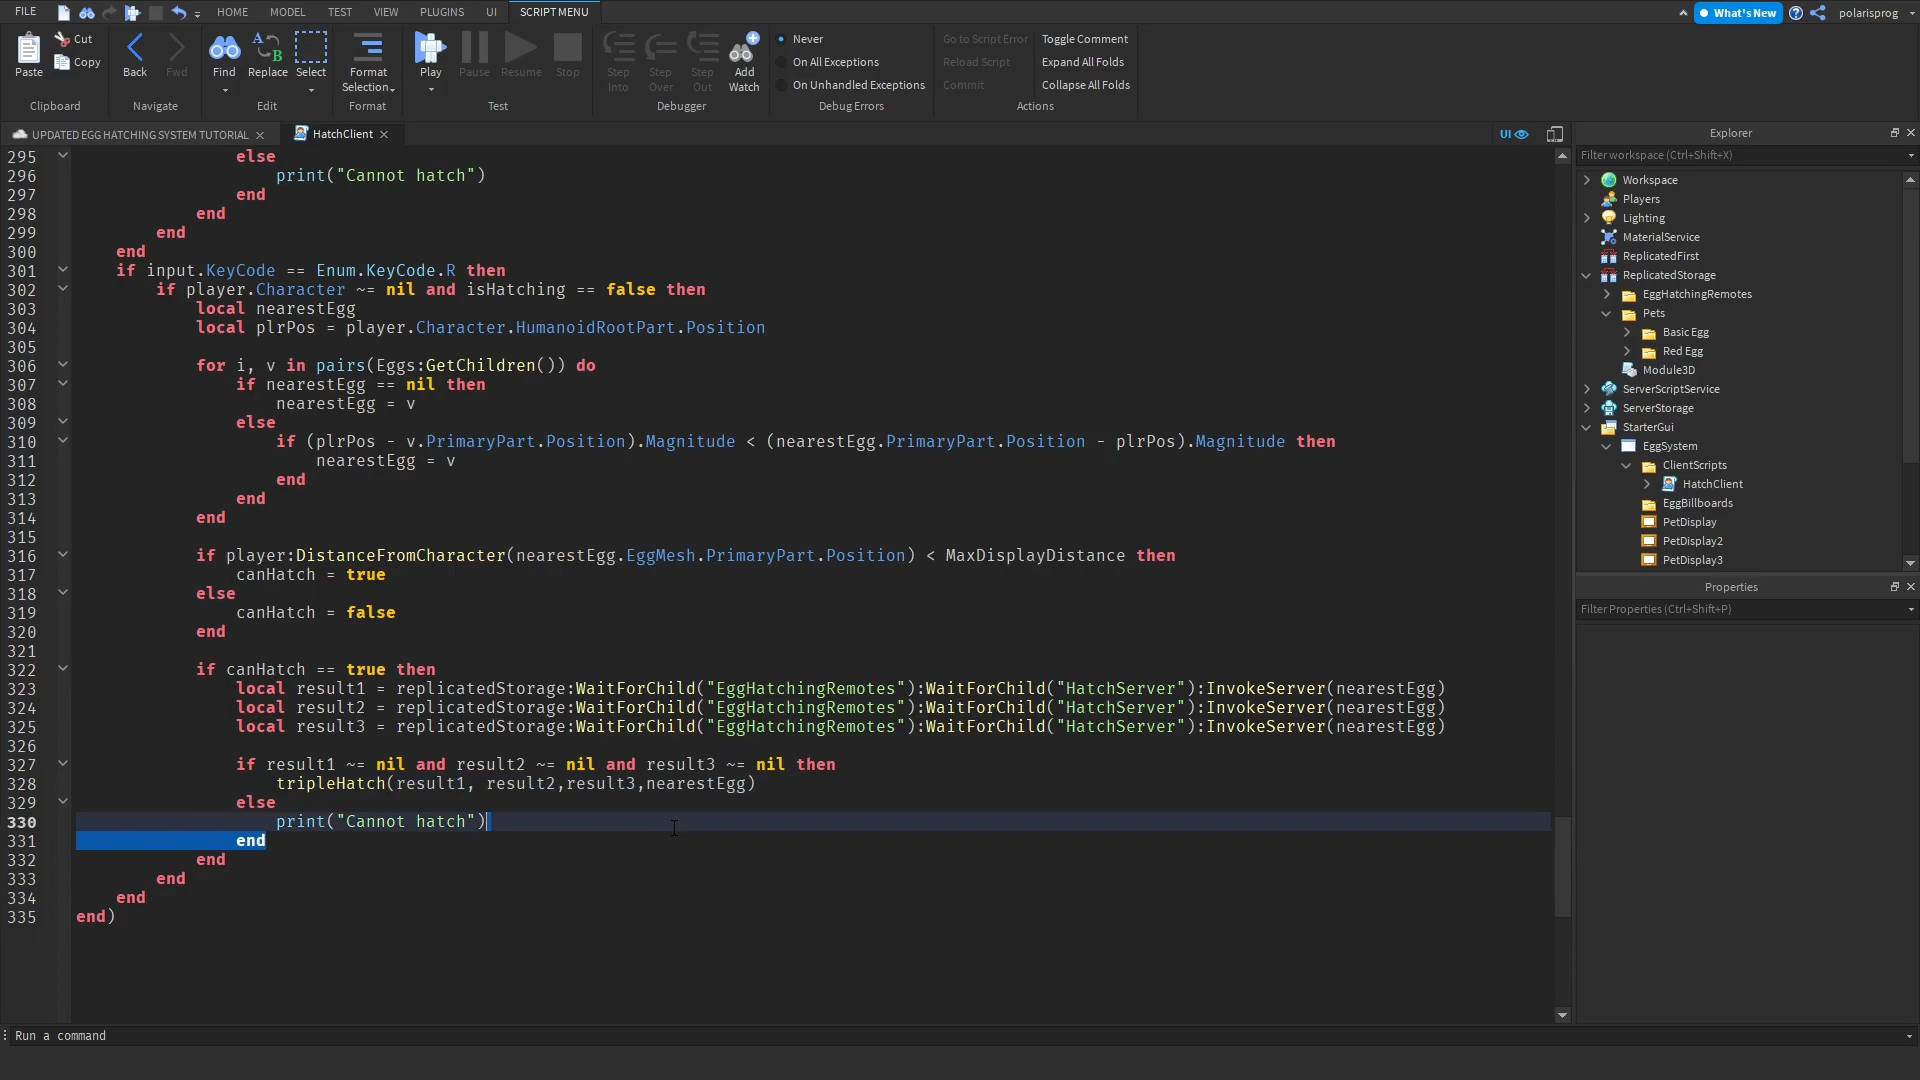 FILE HOME MODEL TEST VIEW PLUGINS UI SCRIPT MENU What's New polarisprog
Paste Cut Copy Clipboard
Back Fwd Navigate
Find Replace Select Edit
Format Selection Format
Play Pause Resume Stop Test
Step Into Step Over Step Out Add Watch Debugger
Never
On All Exceptions
On Unhandled Exceptions
Debug Errors
Go to Script Error Toggle Comment
Reload Script Expand All Folds
Commit Collapse All Folds
Actions
UPDATED EGG HATCHING SYSTEM TUTORIAL HatchClient UI
295 else
296 print("Cannot hatch")
297 end
298 end
299 end
300 end
301 if input.KeyCode == Enum.KeyCode.R then
302 if player.Character ~= nil and isHatching == false then
303 local nearestEgg
304 local plrPos = player.Character.HumanoidRootPart.Position
305
306 for i, v in pairs(Eggs:GetChildren()) do
307 if nearestEgg == nil then
308 nearestEgg = v
309 else
310 if (plrPos - v.PrimaryPart.Position).Magnitude < (nearestEgg.PrimaryPart.Position - plrPos).Magnitude then
311 nearestEgg = v
312 end
313 end
314 end
315
316 if player:DistanceFromCharacter(nearestEgg.EggMesh.PrimaryPart.Position) < MaxDisplayDistance then
317 canHatch = true
318 else
319 canHatch = false
320 end
321
322 if canHatch == true then
323 local result1 = replicatedStorage:WaitForChild("EggHatchingRemotes"):WaitForChild("HatchServer"):InvokeServer(nearestEgg)
324 local result2 = replicatedStorage:WaitForChild("EggHatchingRemotes"):WaitForChild("HatchServer"):InvokeServer(nearestEgg)
325 local result3 = replicatedStorage:WaitForChild("EggHatchingRemotes"):WaitForChild("HatchServer"):InvokeServer(nearestEgg)
326
327 if result1 ~= nil and result2 ~= nil and result3 ~= nil then
328 tripleHatch(result1, result2,result3,nearestEgg)
329 else
330 print("Cannot hatch")
331 end
332 end
333 end
334 end
335 end)
Explorer
Filter workspace (Ctrl+Shift+X)
Workspace
Players
Lighting
MaterialService
ReplicatedFirst
ReplicatedStorage
EggHatchingRemotes
Pets
Basic Egg
Red Egg
Module3D
ServerScriptService
ServerStorage
StarterGui
EggSystem
ClientScripts
HatchClient
EggBillboards
PetDisplay
PetDisplay2
PetDisplay3
Properties
Filter Properties (Ctrl+Shift+P)
Run a command